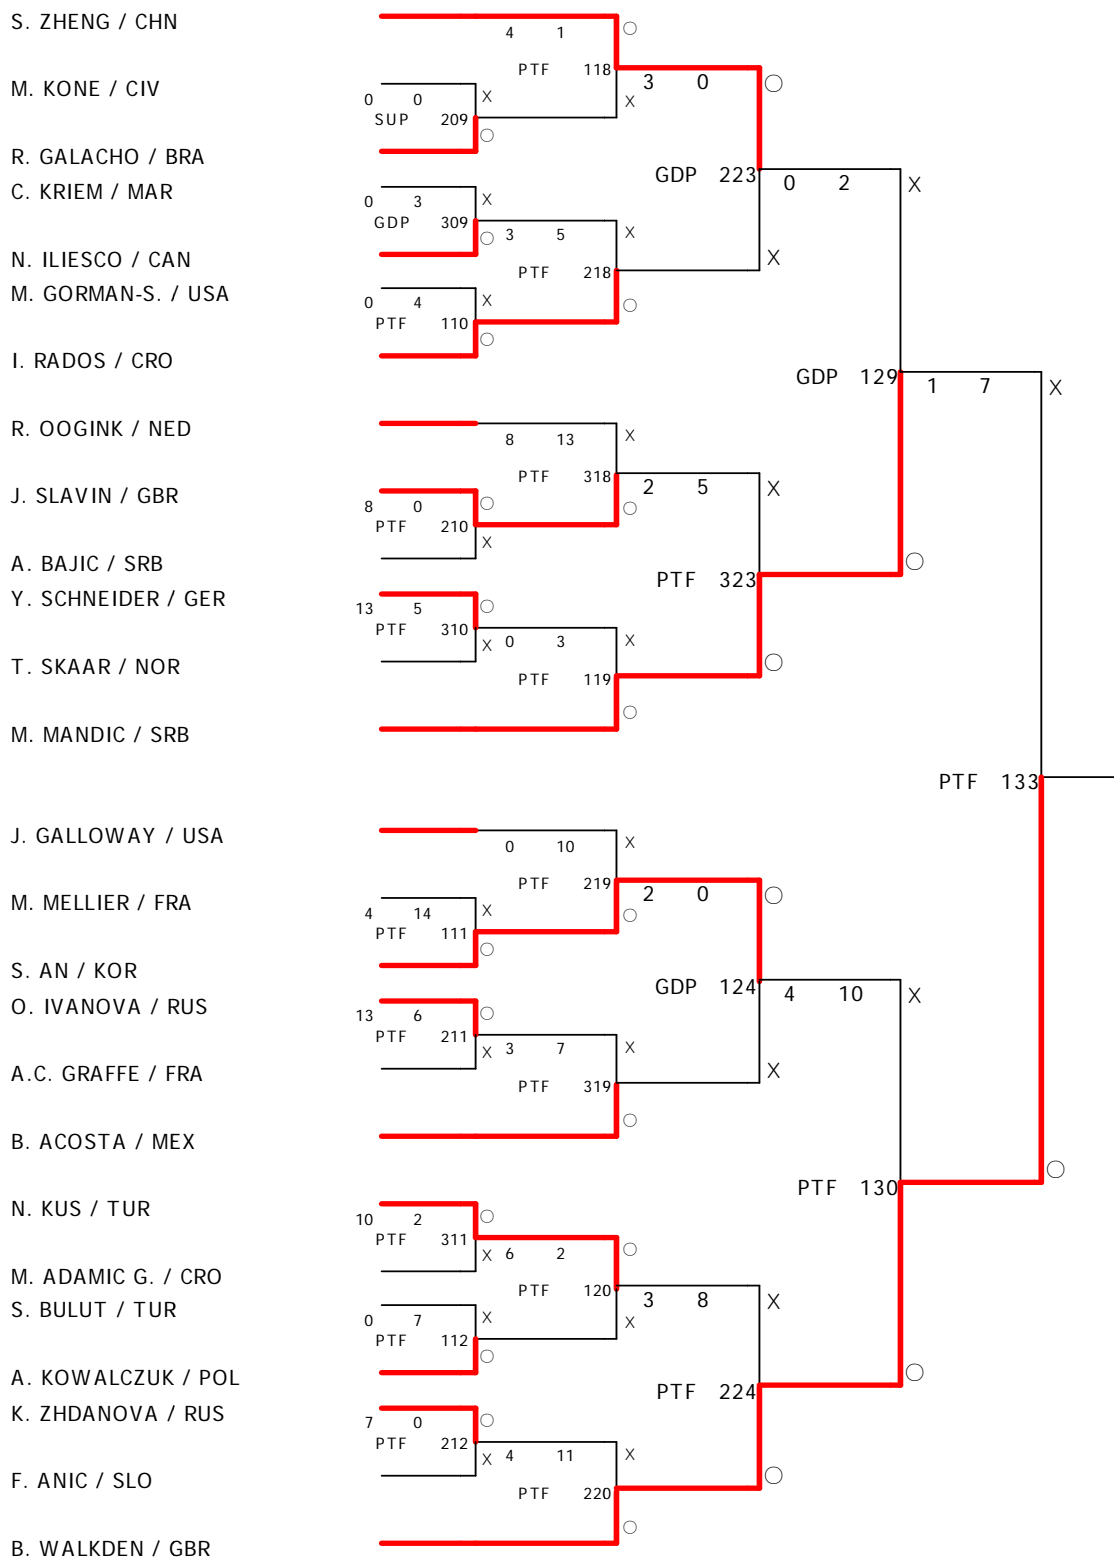 S. ZHENG / CHN
4 1
PTF 118
3 0
M. KONE / CIV
0 0
X
X
SUP 209
R. GALACHO / BRA
GDP 223
0 2
X
C. KRIEM / MAR
0 3
X
GDP 309
3 5
X
N. ILIESCO / CAN
PTF 218
X
M. GORMAN-S. / USA
0 4
X
PTF 110
I. RADOS / CRO
GDP 129
1 7
X
R. OOGINK / NED
8 13
X
PTF 318
2 5
X
J. SLAVIN / GBR
8 0
PTF 210
X
A. BAJIC / SRB
PTF 323
Y. SCHNEIDER / GER
13 5
PTF 310
X
0 3
X
T. SKAAR / NOR
PTF 119
M. MANDIC / SRB
PTF 133
J. GALLOWAY / USA
0 10
X
PTF 219
2 0
M. MELLIER / FRA
4 14
X
PTF 111
S. AN / KOR
GDP 124
4 10
X
O. IVANOVA / RUS
13 6
PTF 211
X
3 7
X
A.C. GRAFFE / FRA
PTF 319
X
B. ACOSTA / MEX
PTF 130
N. KUS / TUR
10 2
PTF 311
X
6 2
M. ADAMIC G. / CRO
PTF 120
3 8
X
S. BULUT / TUR
0 7
X
X
PTF 112
A. KOWALCZUK / POL
PTF 224
K. ZHDANOVA / RUS
7 0
PTF 212
X
4 11
X
F. ANIC / SLO
PTF 220
B. WALKDEN / GBR